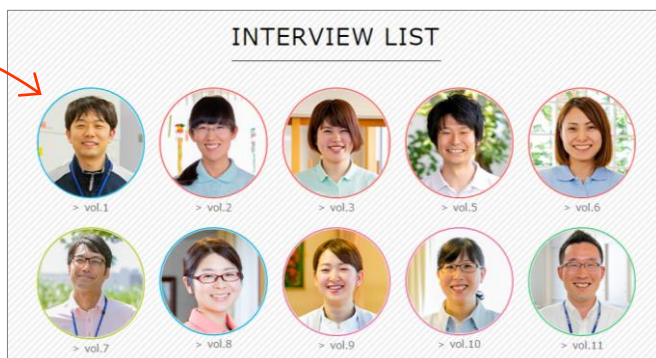 INTERVIEW LIST
> vol.1 > vol.2 > vol.3 > vol.5 > vol.6
> vol.7 > vol.8 > vol.9 > vol.10 > vol.11